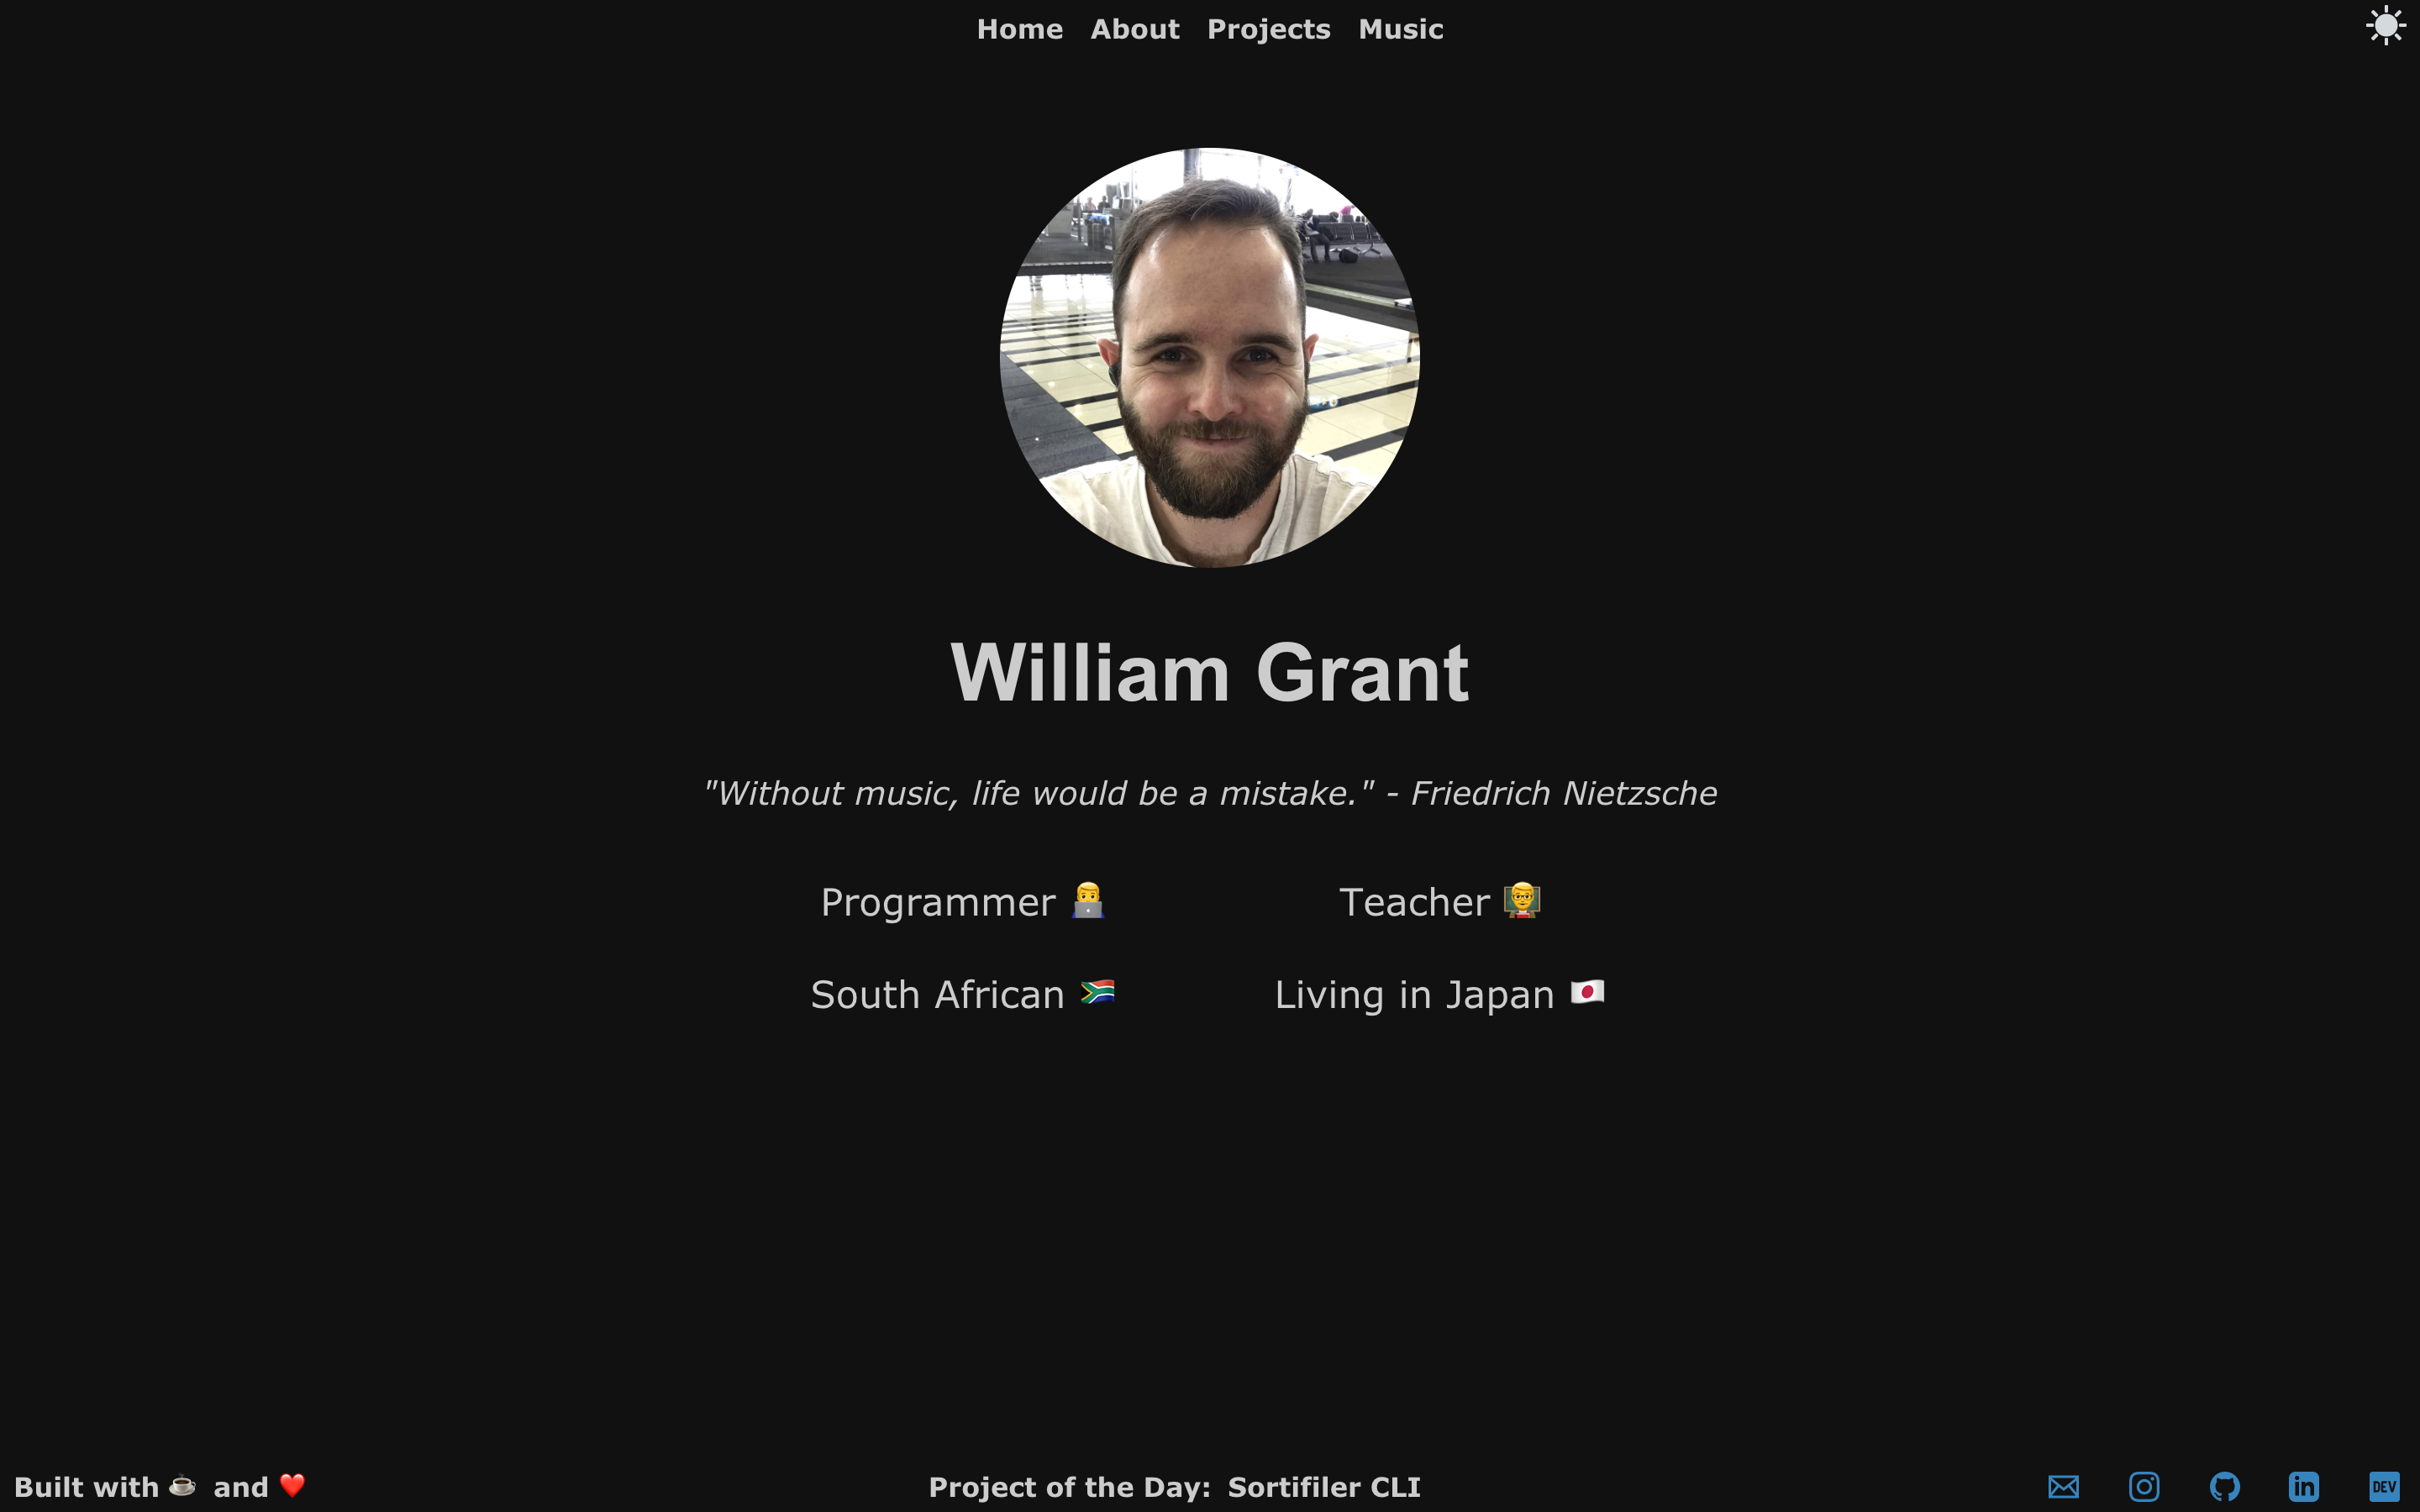 Home About Projects Music
William Grant
"Without music, life would be a mistake." - Friedrich Nietzsche
Programmer 👨‍💻 Teacher 👨‍🏫
South African 🇿🇦 Living in Japan 🇯🇵
Built with ☕ and ❤️ Project of the Day: Sortifiler CLI in DEV